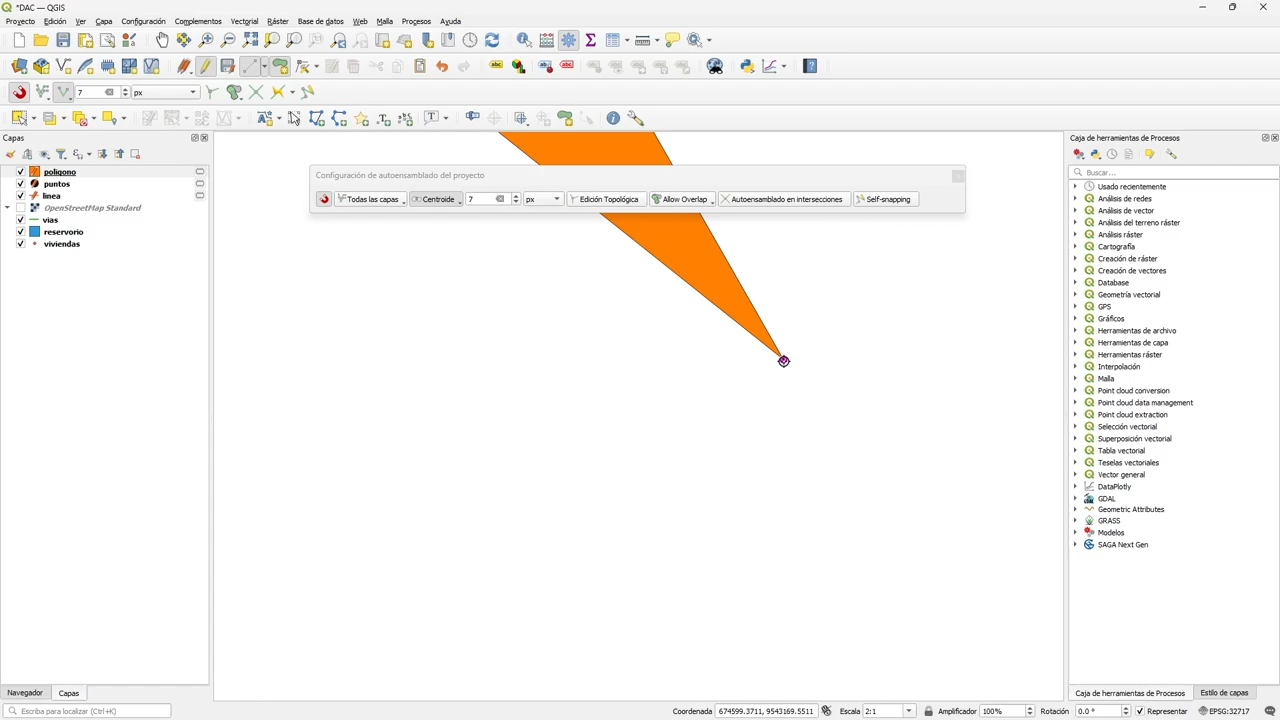 *DAC — QGIS
Proyecto Edición Ver Capa Configuración Complementos Vectorial Ráster Base de datos Web Malla Procesos Ayuda
7 px
Capas
poligono
puntos
linea
OpenStreetMap Standard
vias
reservorio
viviendas
Configuración de autoensamblado del proyecto
Todas las capas Centroide 7 px Edición Topológica Allow Overlap Autoensamblado en intersecciones Self-snapping
Caja de herramientas de Procesos
Buscar...
Usado recientemente
Análisis de redes
Análisis de vector
Análisis del terreno ráster
Análisis ráster
Cartografía
Creación de ráster
Creación de vectores
Database
Geometría vectorial
GPS
Gráficos
Herramientas de archivo
Herramientas de capa
Herramientas ráster
Interpolación
Malla
Point cloud conversion
Point cloud data management
Point cloud extraction
Selección vectorial
Superposición vectorial
Tabla vectorial
Teselas vectoriales
Vector general
DataPlotly
GDAL
Geometric Attributes
GRASS
Modelos
SAGA Next Gen
Navegador Capas
Caja de herramientas de Procesos Estilo de capas
Escriba para localizar (Ctrl+K)
Coordenada 674599.3711, 9543169.5511 Escala 2:1 Amplificador 100% Rotación 0.0 ° Representar EPSG:32717